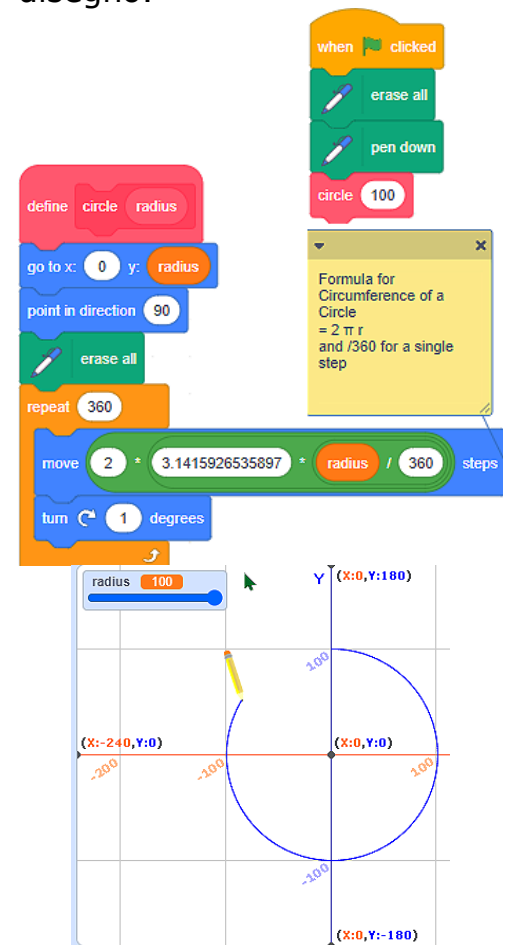 disegno.
when clicked
erase all
pen down
circle 100
define circle radius
go to x: 0 y: radius
point in direction 90
erase all
repeat 360
move 2 * 3.1415926535897 * radius / 360 steps
turn 1 degrees
Formula for
Circumference of a
Circle
= 2 π r
and /360 for a single
step
radius 100
Y (X:0,Y:180)
100
(X:-240,Y:0) (X:0,Y:0)
-200 -100 100
-100
(X:0,Y:-180)